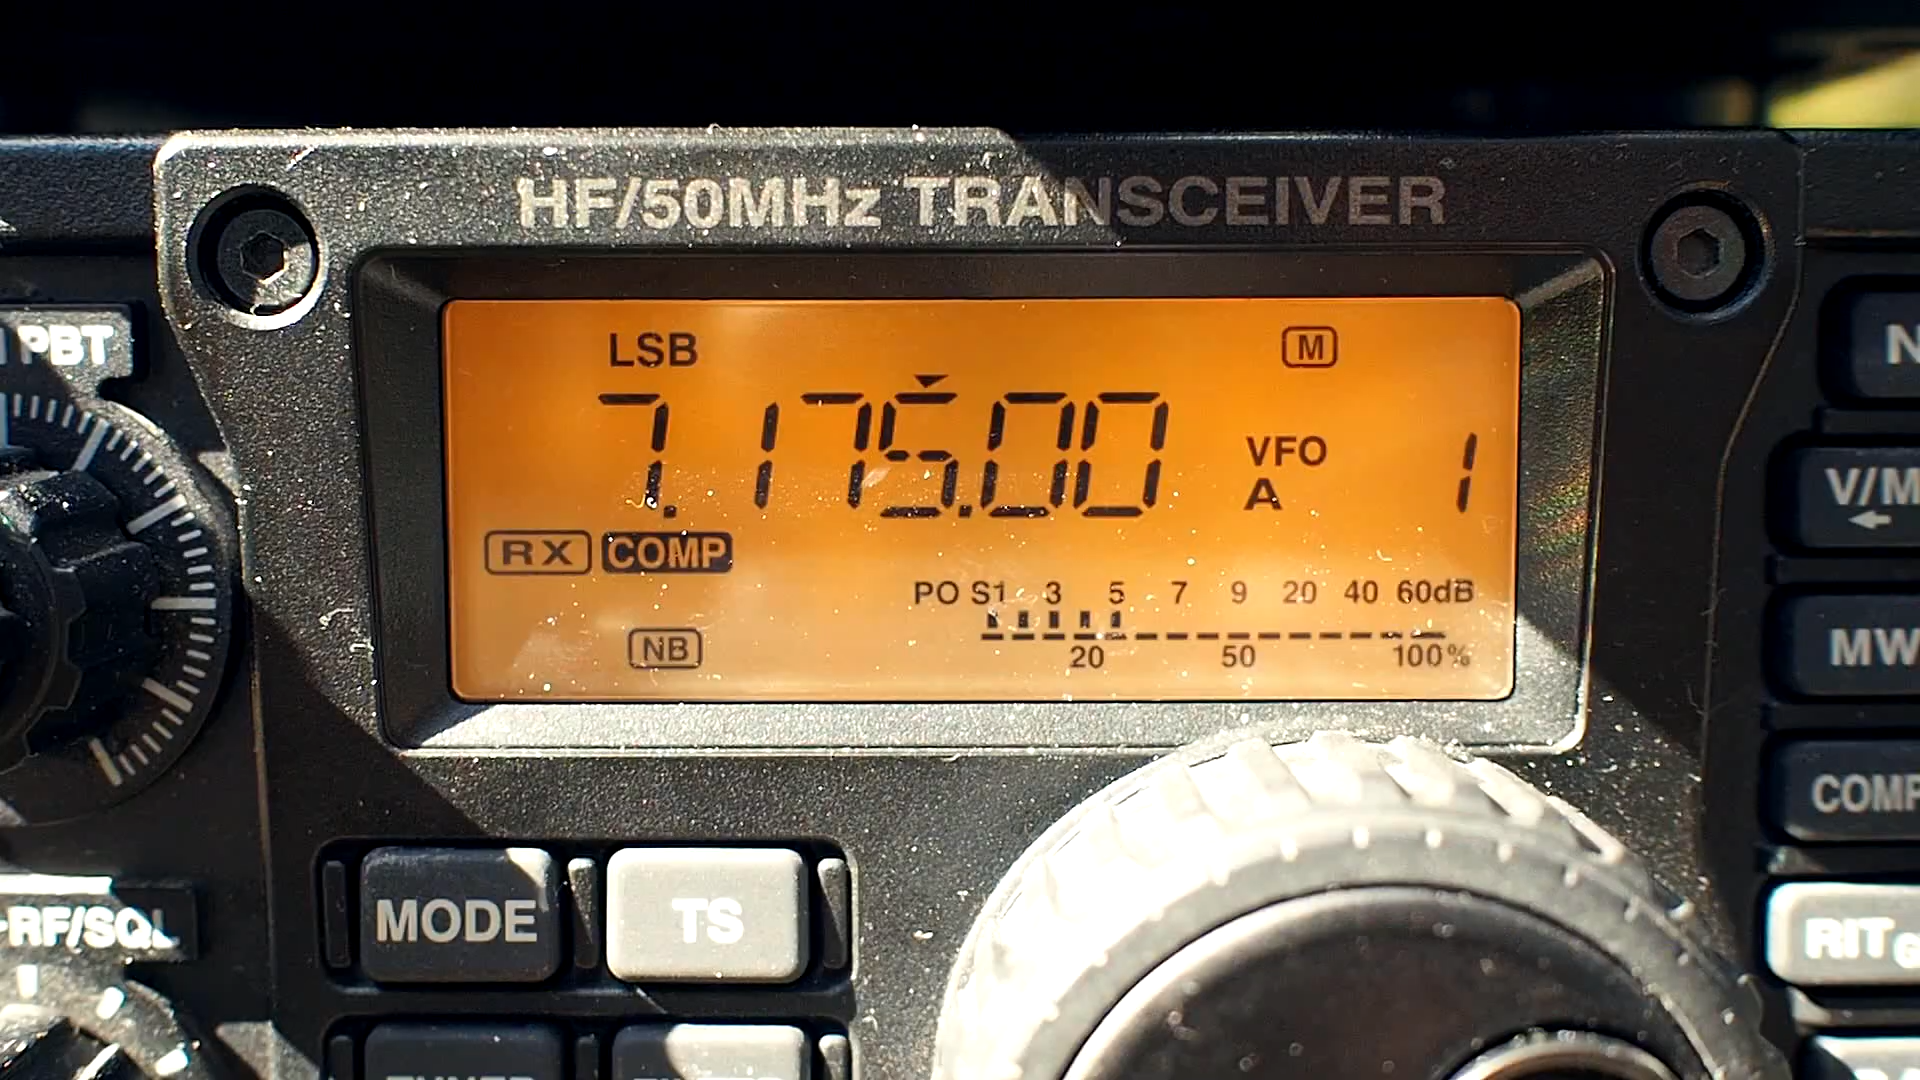 HF/50MHz TRANSCEIVER
PBT
LSB M
7.175.00 VFO A 1
V/M
RX COMP
PO S1 3 5 7 9 20 40 60dB
NB 20 50 100%
MW
COMP
MODE TS
-RF/SQL
RIT